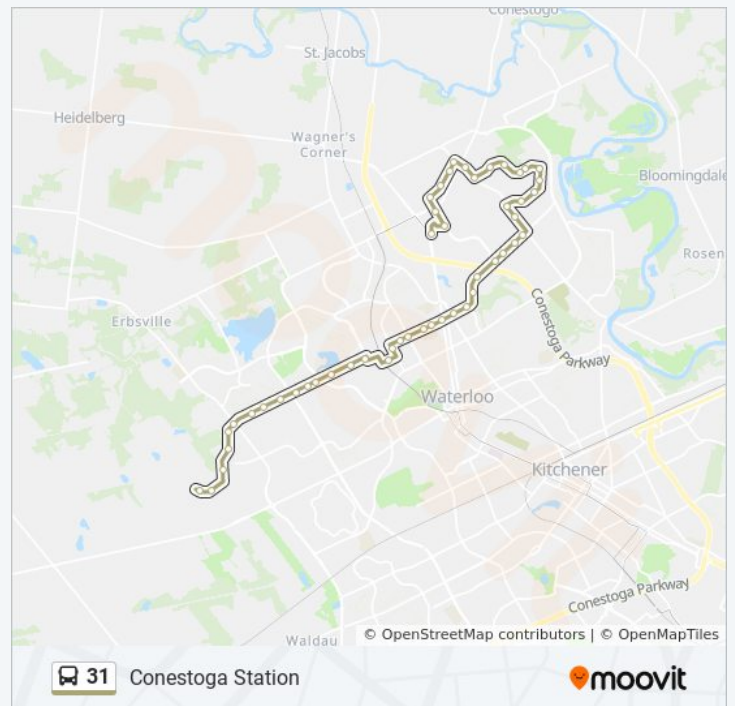 Conestogo
St. Jacobs
Heidelberg
Wagner's
Corner
Bloomingdale
Rosen
Erbsville
Conestoga Parkway
Waterloo
Kitchener
Conestoga Parkway
Waldau
© OpenStreetMap contributors | © OpenMapTiles
31 Conestoga Station
moovit